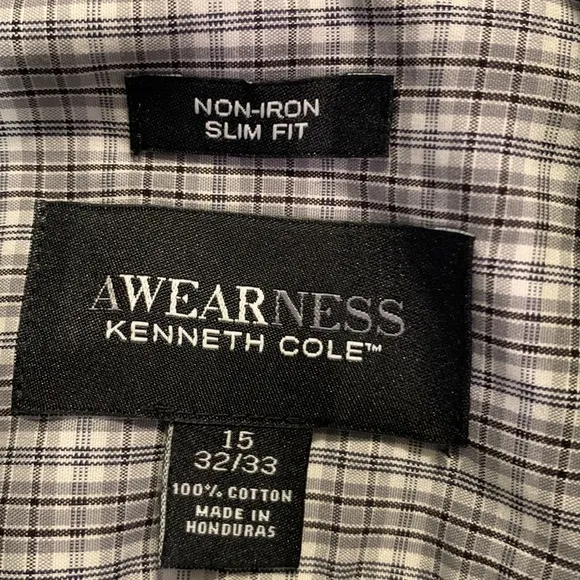 NON-IRON
SLIM FIT
AWEARNESS
KENNETH COLE™
15
32/33
100% COTTON
MADE IN
HONDURAS